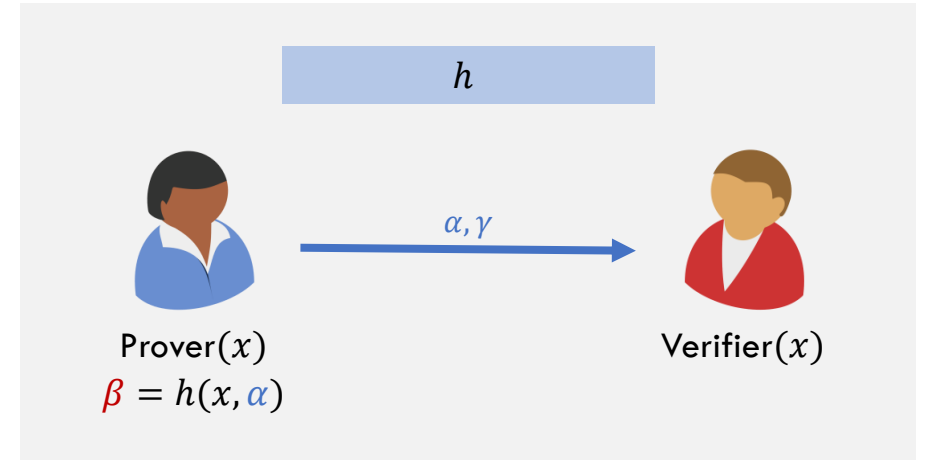 h
α, γ
Prover(x)
Verifier(x)
β = h(x, α)